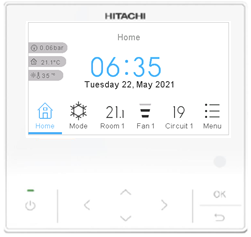 HITACHI
Home
0.06bar
21.1°C
35 ™
06:35
Tuesday 22, May 2021
21.1
19
Home
Mode
Room 1
Fan 1
Circuit 1
Menu
OK